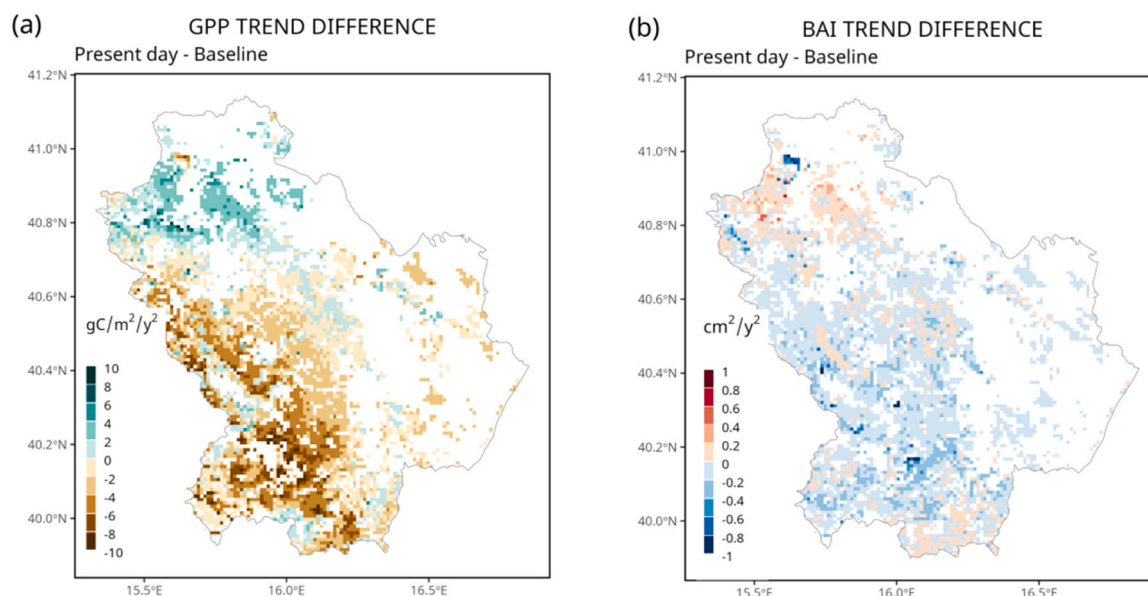 (a)
GPP TREND DIFFERENCE
Present day - Baseline
41.2°N
41.0°N
40.8°N
40.6°N
40.4°N
40.2°N
40.0°N
gC/m²/y²
10
8
6
4
2
0
-2
-4
-6
-8
-10
15.5°E
16.0°E
16.5°E
(b)
BAI TREND DIFFERENCE
Present day - Baseline
41.2°N
41.0°N
40.8°N
40.6°N
40.4°N
40.2°N
40.0°N
cm²/y²
1
0.8
0.6
0.4
0.2
0
-0.2
-0.4
-0.6
-0.8
-1
15.5°E
16.0°E
16.5°E